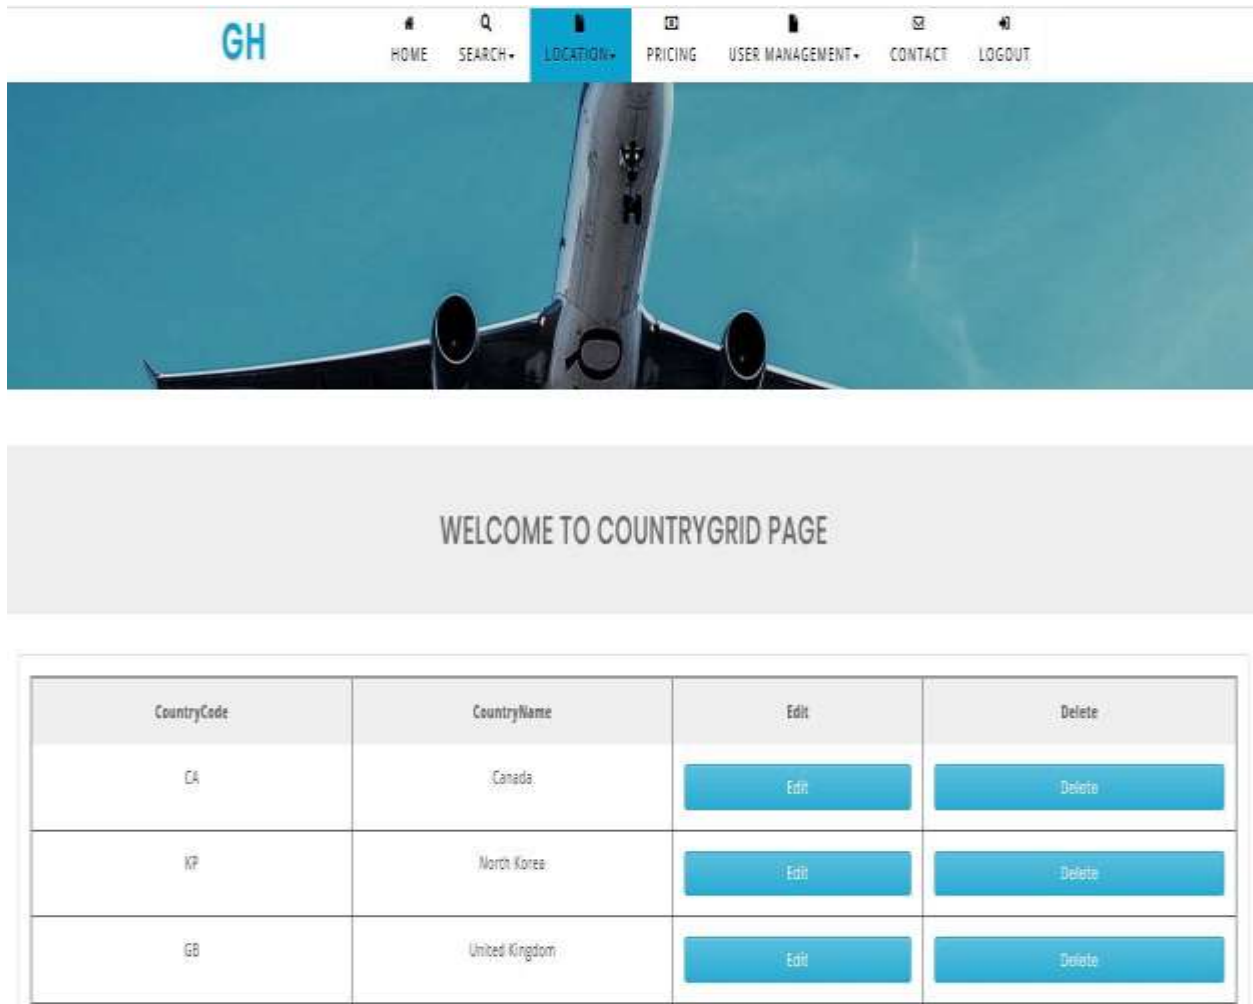 GH
HOME SEARCH LOCATION PRICING USER MANAGEMENT CONTACT LOGOUT
WELCOME TO COUNTRYGRID PAGE
CountryCode CountryName Edit Delete
CA Canada Edit Delete
KP North Korea Edit Delete
GB United Kingdom Edit Delete